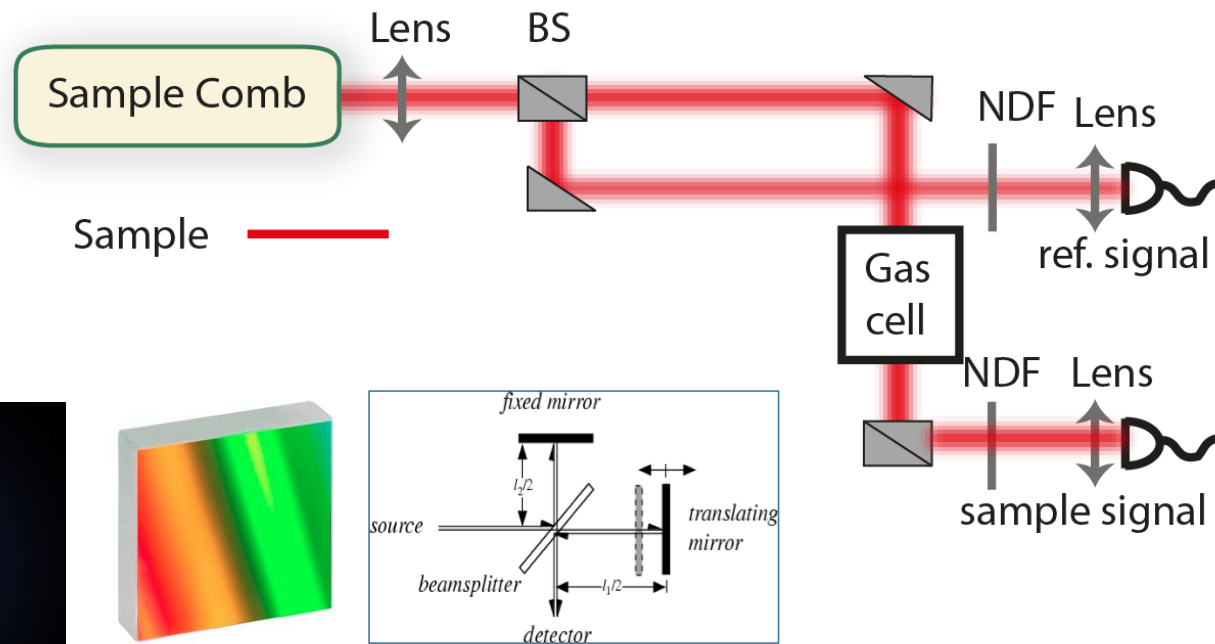 Lens
BS
Sample Comb
NDF
Lens
Sample
ref. signal
Gas
cell
NDF
Lens
sample signal
fixed mirror
l₂/2
source
translating
mirror
beamsplitter
l₁/2
detector